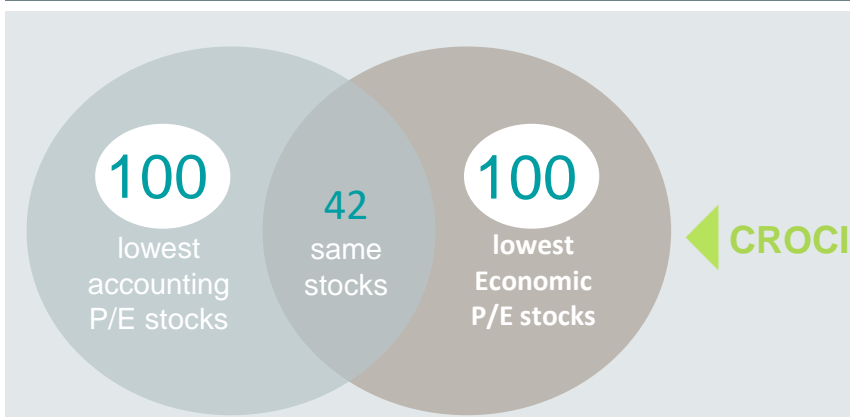 100
lowest
accounting
P/E stocks
42
same
stocks
100
lowest
Economic
P/E stocks
CROCI